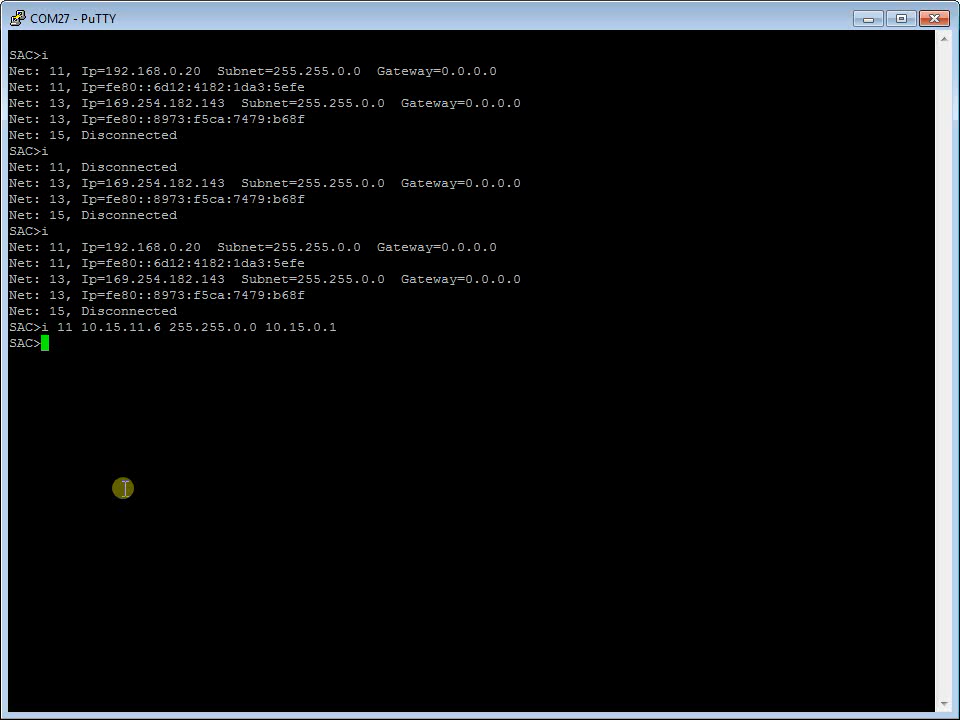 COM27 - PuTTY
SAC>i
Net: 11, Ip=192.168.0.20  Subnet=255.255.0.0  Gateway=0.0.0.0
Net: 11, Ip=fe80::6d12:4182:1da3:5efe
Net: 13, Ip=169.254.182.143  Subnet=255.255.0.0  Gateway=0.0.0.0
Net: 13, Ip=fe80::8973:f5ca:7479:b68f
Net: 15, Disconnected
SAC>i
Net: 11, Disconnected
Net: 13, Ip=169.254.182.143  Subnet=255.255.0.0  Gateway=0.0.0.0
Net: 13, Ip=fe80::8973:f5ca:7479:b68f
Net: 15, Disconnected
SAC>i
Net: 11, Ip=192.168.0.20  Subnet=255.255.0.0  Gateway=0.0.0.0
Net: 11, Ip=fe80::6d12:4182:1da3:5efe
Net: 13, Ip=169.254.182.143  Subnet=255.255.0.0  Gateway=0.0.0.0
Net: 13, Ip=fe80::8973:f5ca:7479:b68f
Net: 15, Disconnected
SAC>i 11 10.15.11.6 255.255.0.0 10.15.0.1
SAC>